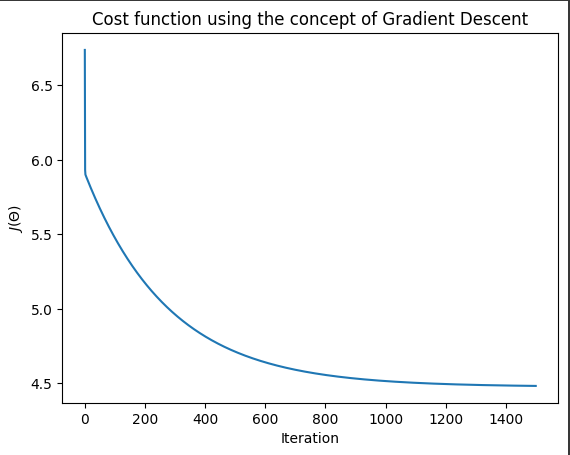 Cost function using the concept of Gradient Descent
6.5
6.0
5.5
5.0
4.5
J(Θ)
0 200 400 600 800 1000 1200 1400
Iteration